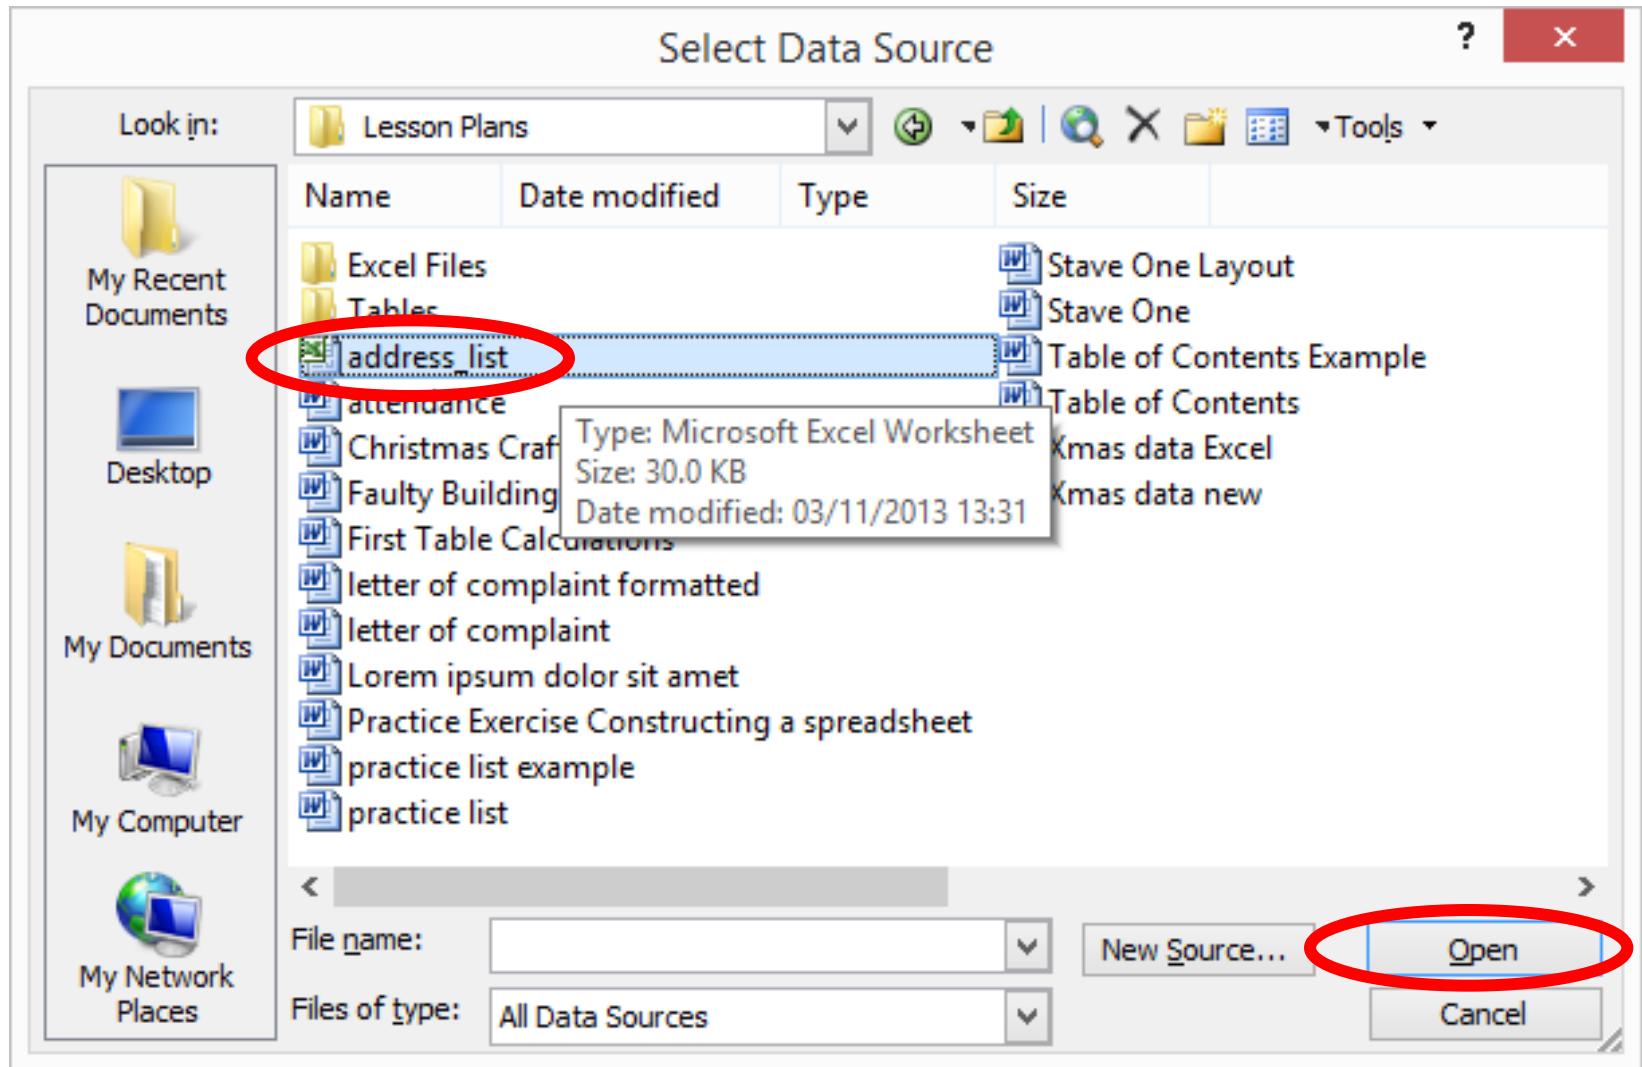 Select Data Source
?
Look in:
Lesson Plans
Tools
My Recent
Documents
Desktop
My Documents
My Computer
My Network
Places
Name Date modified Type Size
Excel Files
Tables
address_list
attendance
Christmas
Faulty Building
First Table Calculations
letter of complaint formatted
letter of complaint
Lorem ipsum dolor sit amet
Practice Exercise Constructing a spreadsheet
practice list example
practice list
Stave One Layout
Stave One
Table of Contents Example
Table of Contents
Xmas data Excel
Xmas data new
Type: Microsoft Excel Worksheet
Size: 30.0 KB
Date modified: 03/11/2013 13:31
File name:
New Source...
Open
Files of type:
All Data Sources
Cancel